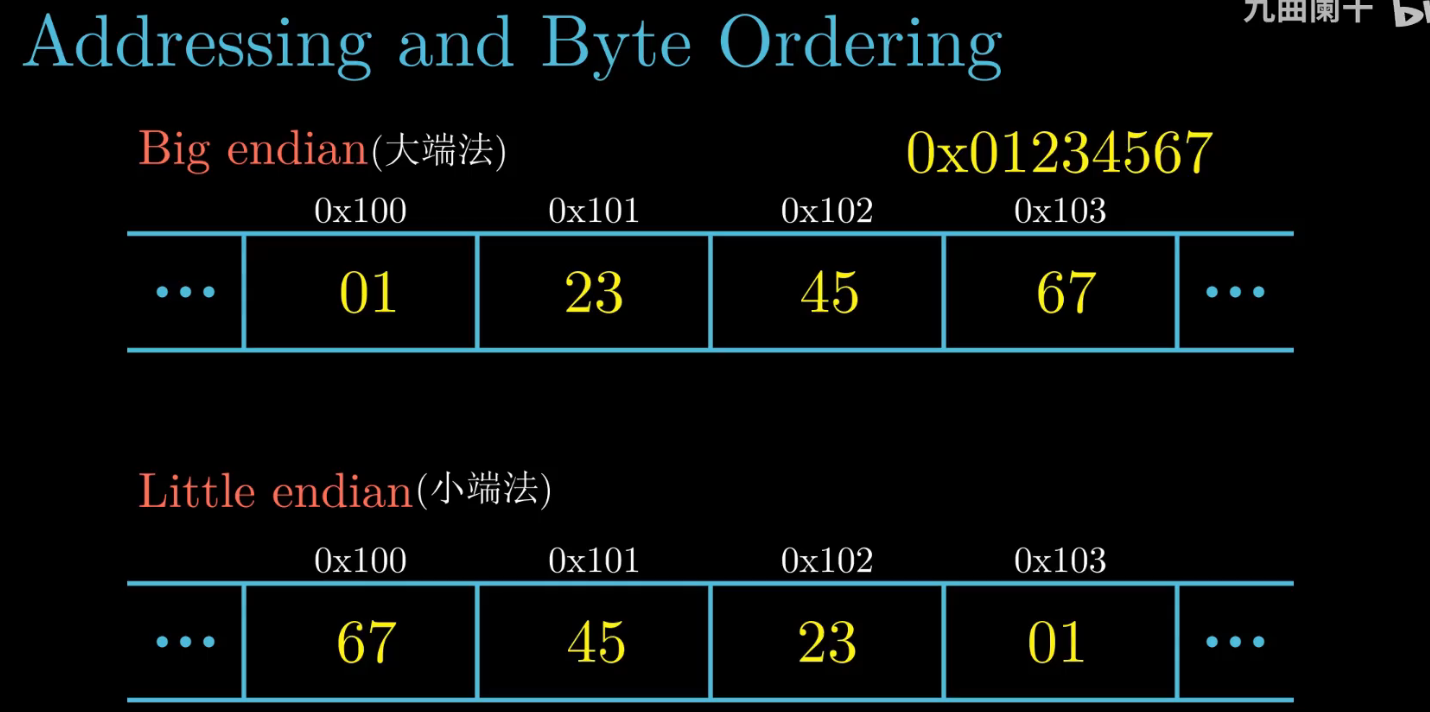 九曲阑干
Addressing and Byte Ordering
Big endian(大端法) 0x01234567
0x100 0x101 0x102 0x103
... 01 23 45 67 ...
Little endian(小端法)
0x100 0x101 0x102 0x103
... 67 45 23 01 ...